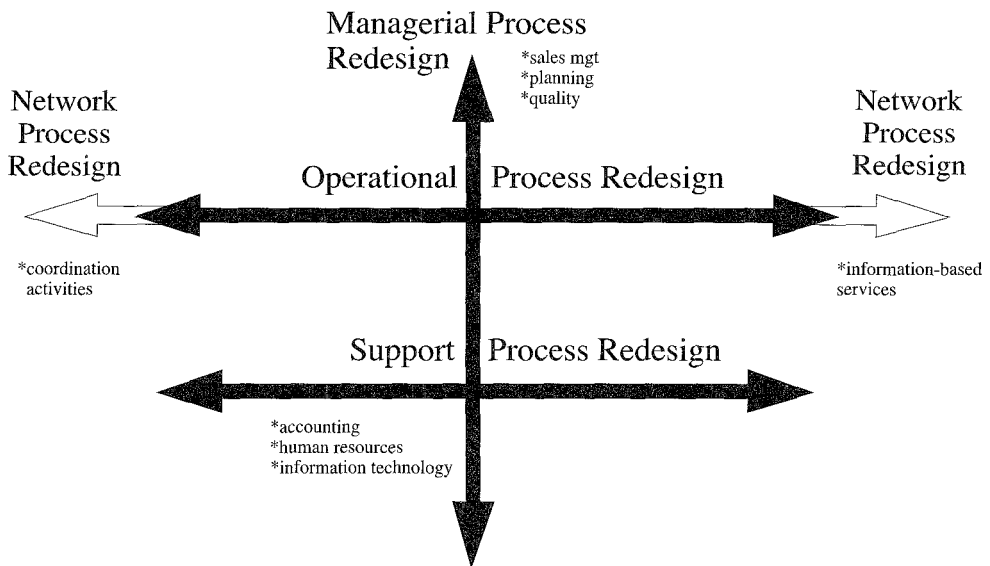 Managerial Process
Redesign
*sales mgt
*planning
*quality
Network
Process
Redesign
Network
Process
Redesign
Operational Process Redesign
*coordination
activities
*information-based
services
Support Process Redesign
*accounting
*human resources
*information technology